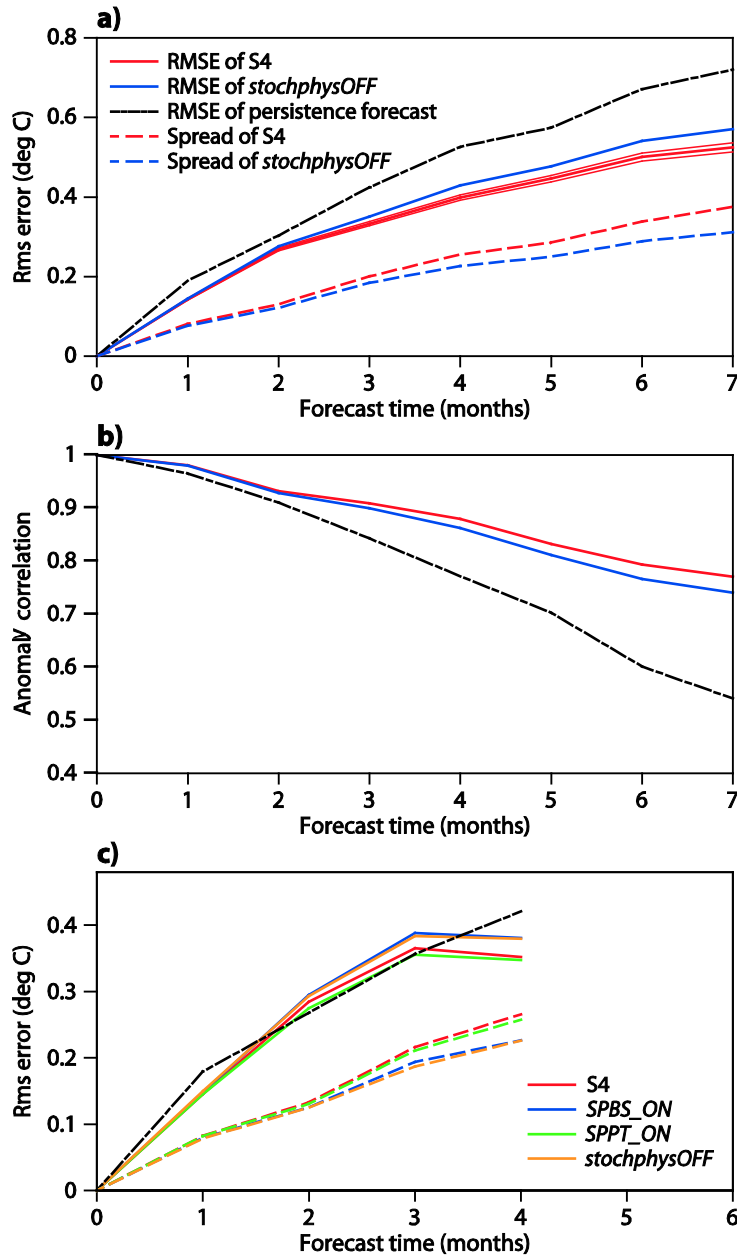 a)
0.8
0.6
0.4
0.2
0
Rms error (deg C)
RMSE of S4
RMSE of stochphysOFF
RMSE of persistence forecast
Spread of S4
Spread of stochphysOFF
0 1 2 3 4 5 6 7
Forecast time (months)
b)
1
0.9
0.8
0.7
0.6
0.5
0.4
Anomaly correlation
0 1 2 3 4 5 6 7
Forecast time (months)
c)
0.4
0.3
0.2
0.1
0
Rms error (deg C)
S4
SPBS_ON
SPPT_ON
stochphysOFF
0 1 2 3 4 5 6
Forecast time (months)